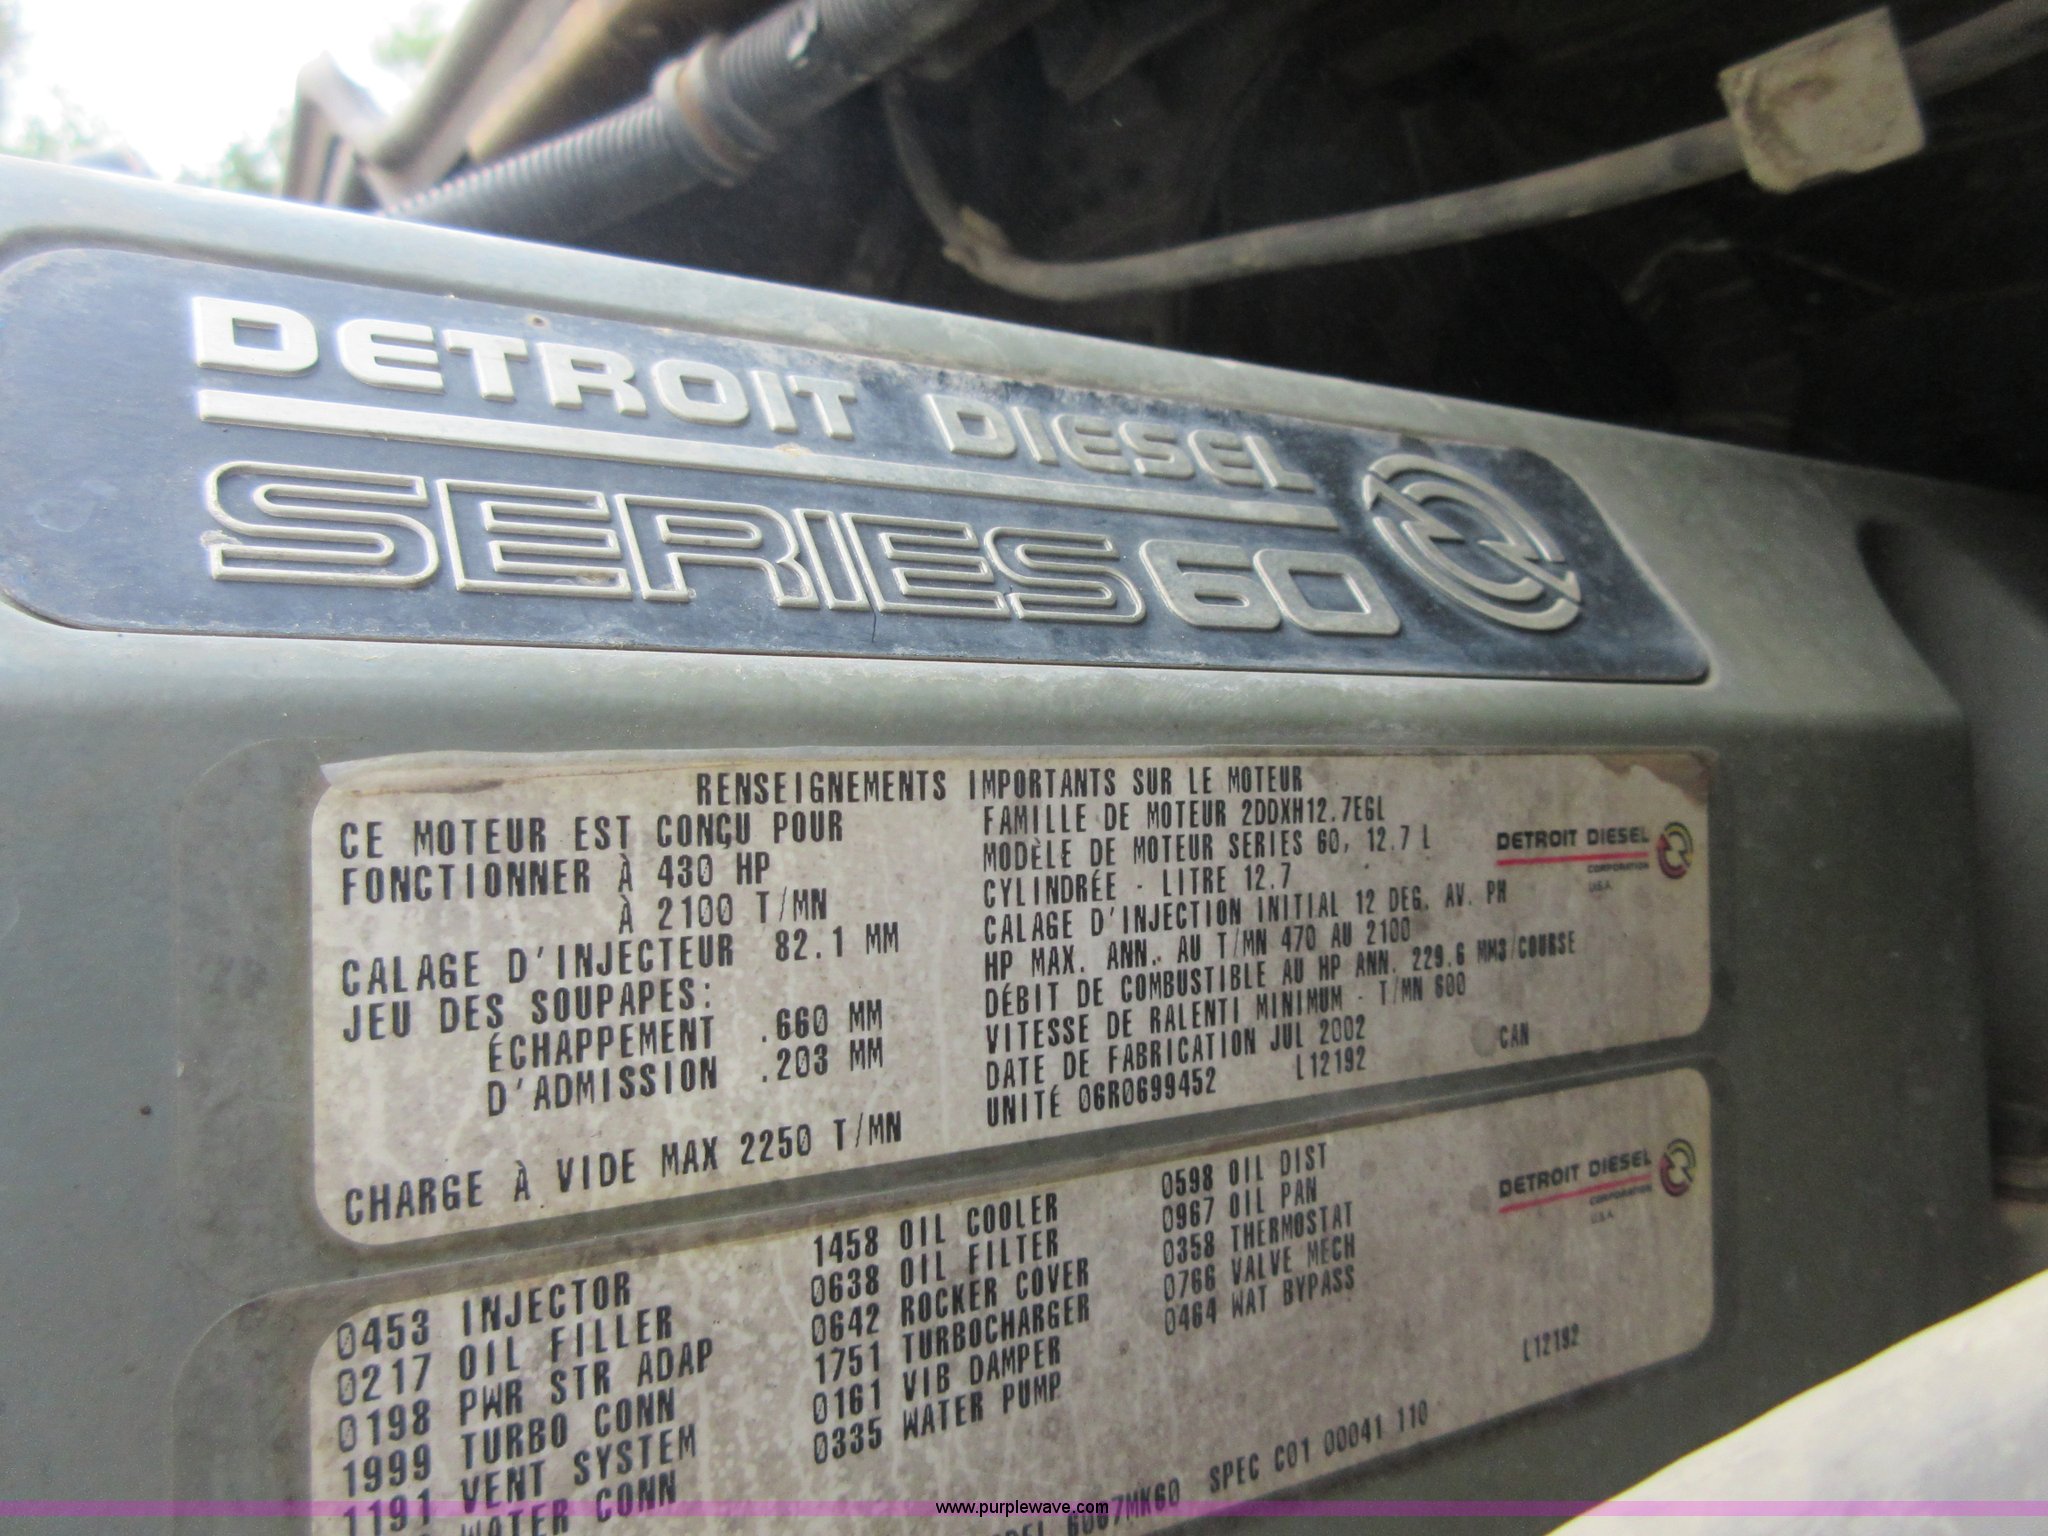 DETROIT DIESEL
SERIES 60
RENSEIGNEMENTS IMPORTANTS SUR LE MOTEUR
CE MOTEUR EST CONÇU POUR
FONCTIONNER À 430 HP
À 2100 T/MN
CALAGE D'INJECTEUR 82.1 MM
JEU DES SOUPAPES:
ÉCHAPPEMENT .660 MM
D'ADMISSION .203 MM
CHARGE À VIDE MAX 2250 T/MN
FAMILLE DE MOTEUR 2DDXH12.7EGL
MODÈLE DE MOTEUR SERIES 60, 12.7 L
CYLINDRÉE - LITRE 12.7
CALAGE D'INJECTION INITIAL 12 DEG. AV. PH
HP MAX. ANN. AU T/MN 470 AU 2100
DÉBIT DE COMBUSTIBLE AU HP ANN. 229.6 MM3/COURSE
VITESSE DE RALENTI MINIMUM - T/MN 600
DATE DE FABRICATION JUL 2002
UNITÉ 06R0699452 L12192 CAN
DETROIT DIESEL
CORPORATION
U.S.A.
0453 INJECTOR
0217 OIL FILLER
0198 PWR STR ADAP
1999 TURBO CONN
1191 VENT SYSTEM
WATER CONN
1458 OIL COOLER
0638 OIL FILTER
0642 ROCKER COVER
1751 TURBOCHARGER
0161 VIB DAMPER
0335 WATER PUMP
0598 OIL DIST
0967 OIL PAN
0358 THERMOSTAT
0766 VALVE MECH
0464 WAT BYPASS
DETROIT DIESEL
CORPORATION
U.S.A.
L12192
6067MK60 SPEC C01 00041 110
www.purplewave.com